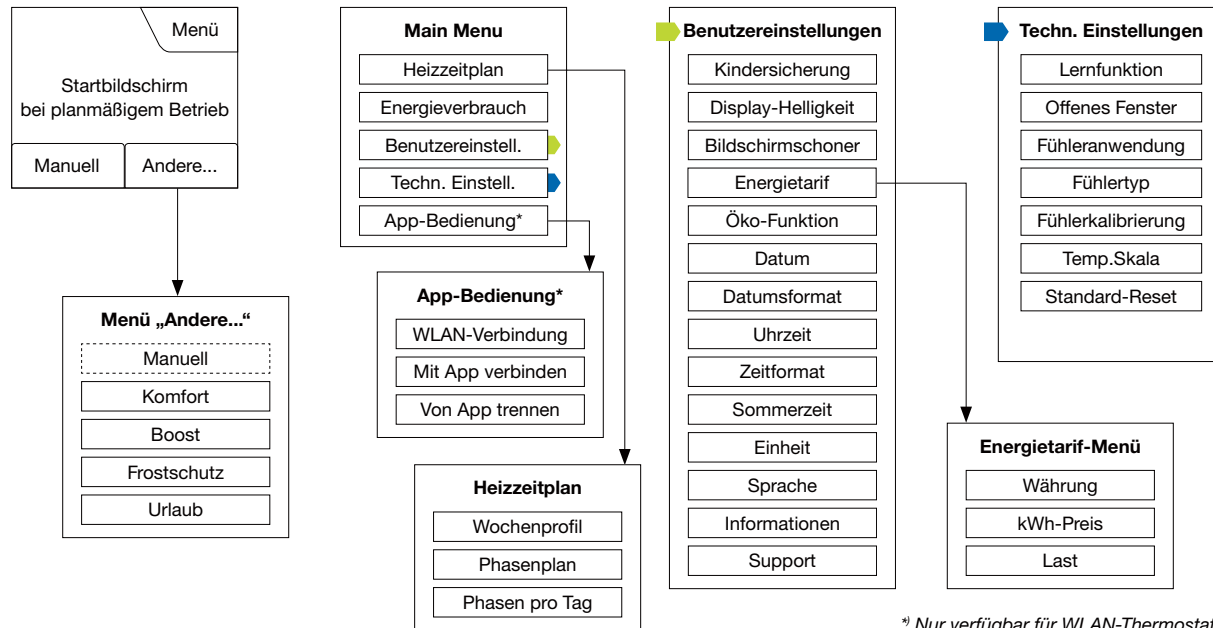 Menü
Startbildschirm
bei planmäßigem Betrieb
Manuell
Andere...
Menü „Andere...“
Manuell
Komfort
Boost
Frostschutz
Urlaub
Main Menu
Heizzeitplan
Energieverbrauch
Benutzereinstell.
Techn. Einstell.
App-Bedienung*
App-Bedienung*
WLAN-Verbindung
Mit App verbinden
Von App trennen
Heizzeitplan
Wochenprofil
Phasenplan
Phasen pro Tag
Benutzereinstellungen
Kindersicherung
Display-Helligkeit
Bildschirmschoner
Energietarif
Öko-Funktion
Datum
Datumsformat
Uhrzeit
Zeitformat
Sommerzeit
Einheit
Sprache
Informationen
Support
Techn. Einstellungen
Lernfunktion
Offenes Fenster
Fühleranwendung
Fühlertyp
Fühlerkalibrierung
Temp.Skala
Standard-Reset
Energietarif-Menü
Währung
kWh-Preis
Last
*) Nur verfügbar für WLAN-Thermostat